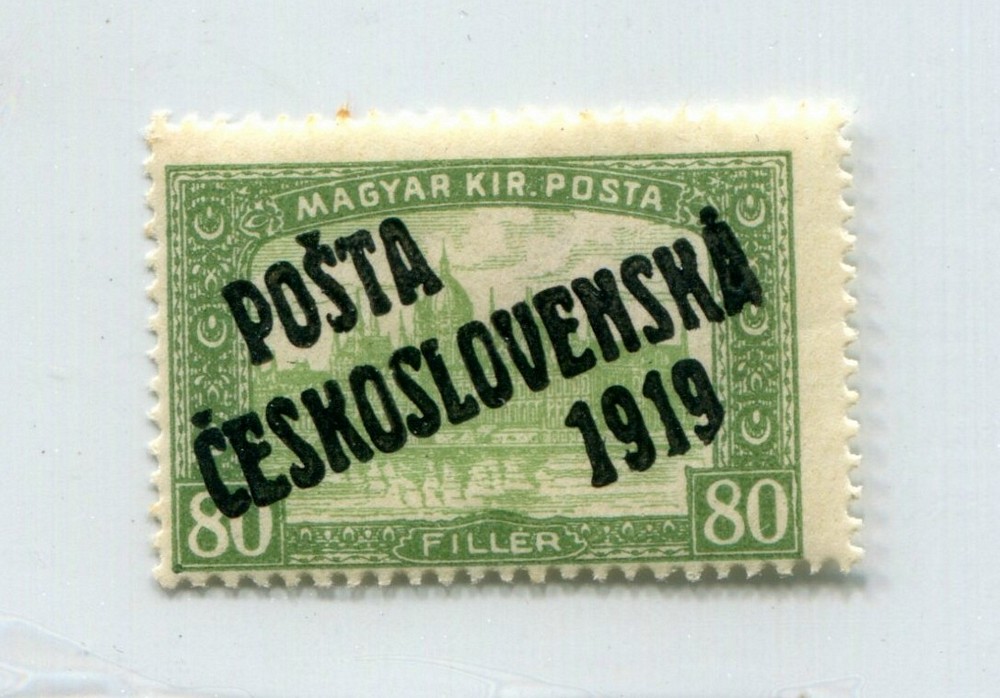 MAGYAR KIR. POSTA
POŠTA
ČESKOSLOVENSKÁ
1919
80
FILLÉR
80